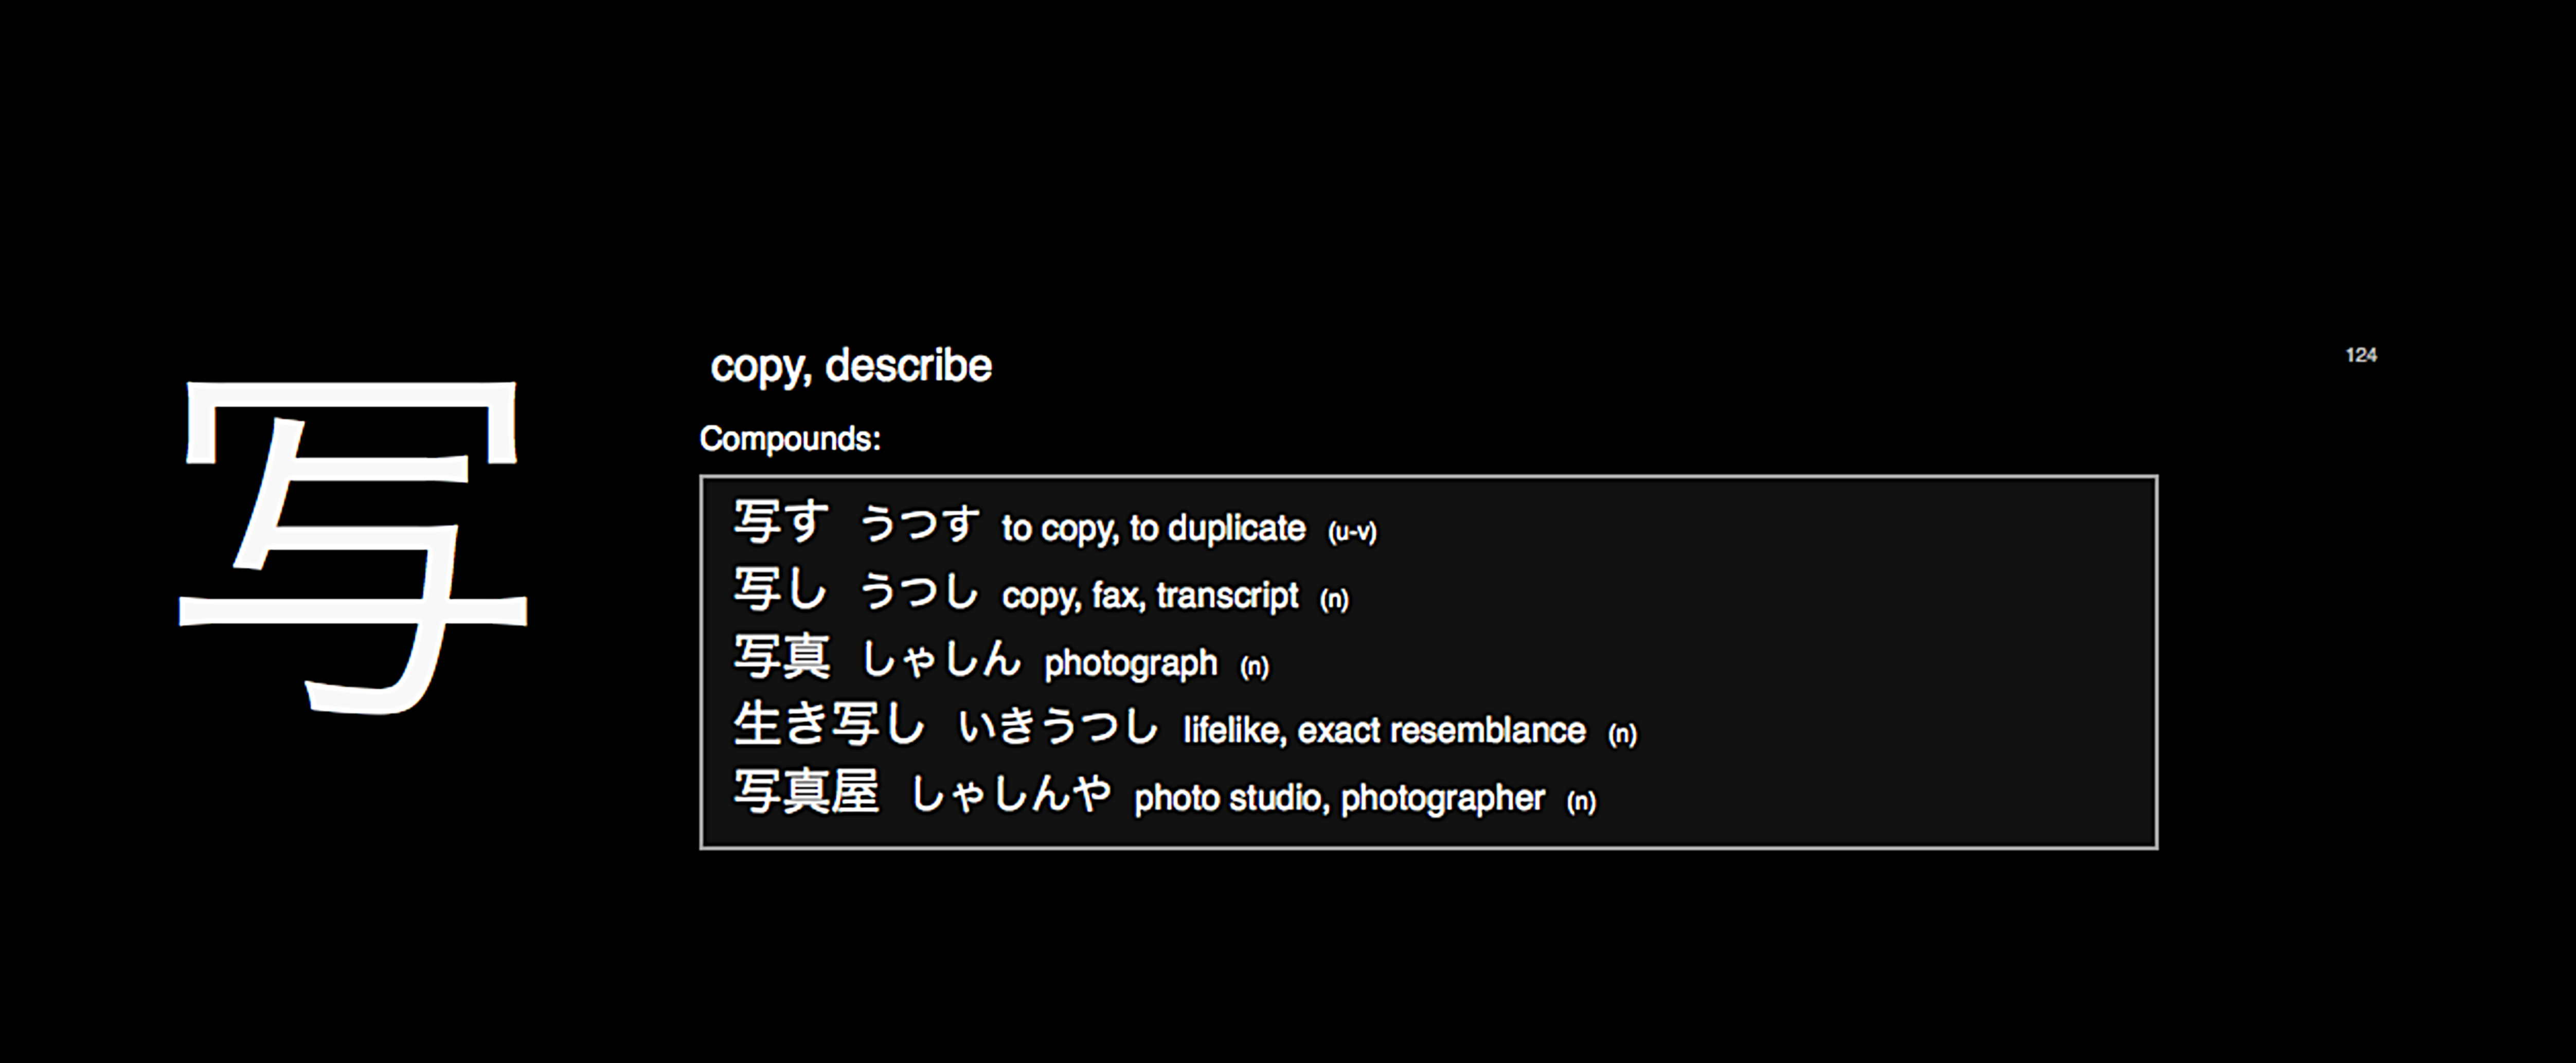 写
copy, describe
124
Compounds:
写す うつす to copy, to duplicate (u-v)
写し うつし copy, fax, transcript (n)
写真 しゃしん photograph (n)
生き写し いきうつし lifelike, exact resemblance (n)
写真屋 しゃしんや photo studio, photographer (n)